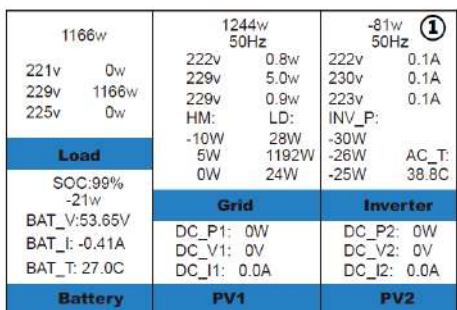 1166w
221v 0w
229v 1166w
225v 0w
Load
SOC:99%
-21w
BAT_V:53.65V
BAT_I: -0.41A
BAT_T: 27.0C
Battery
1244w
50Hz
222v 0.8w
229v 5.0w
229v 0.9w
HM: LD:
-10W 28W
5W 1192W
0W 24W
Grid
DC_P1: 0W
DC_V1: 0V
DC_I1: 0.0A
PV1
-81w ①
50Hz
222v 0.1A
230v 0.1A
223v 0.1A
INV_P:
-30W
-26W AC_T:
-25W 38.8C
Inverter
DC_P2: 0W
DC_V2: 0V
DC_I2: 0.0A
PV2